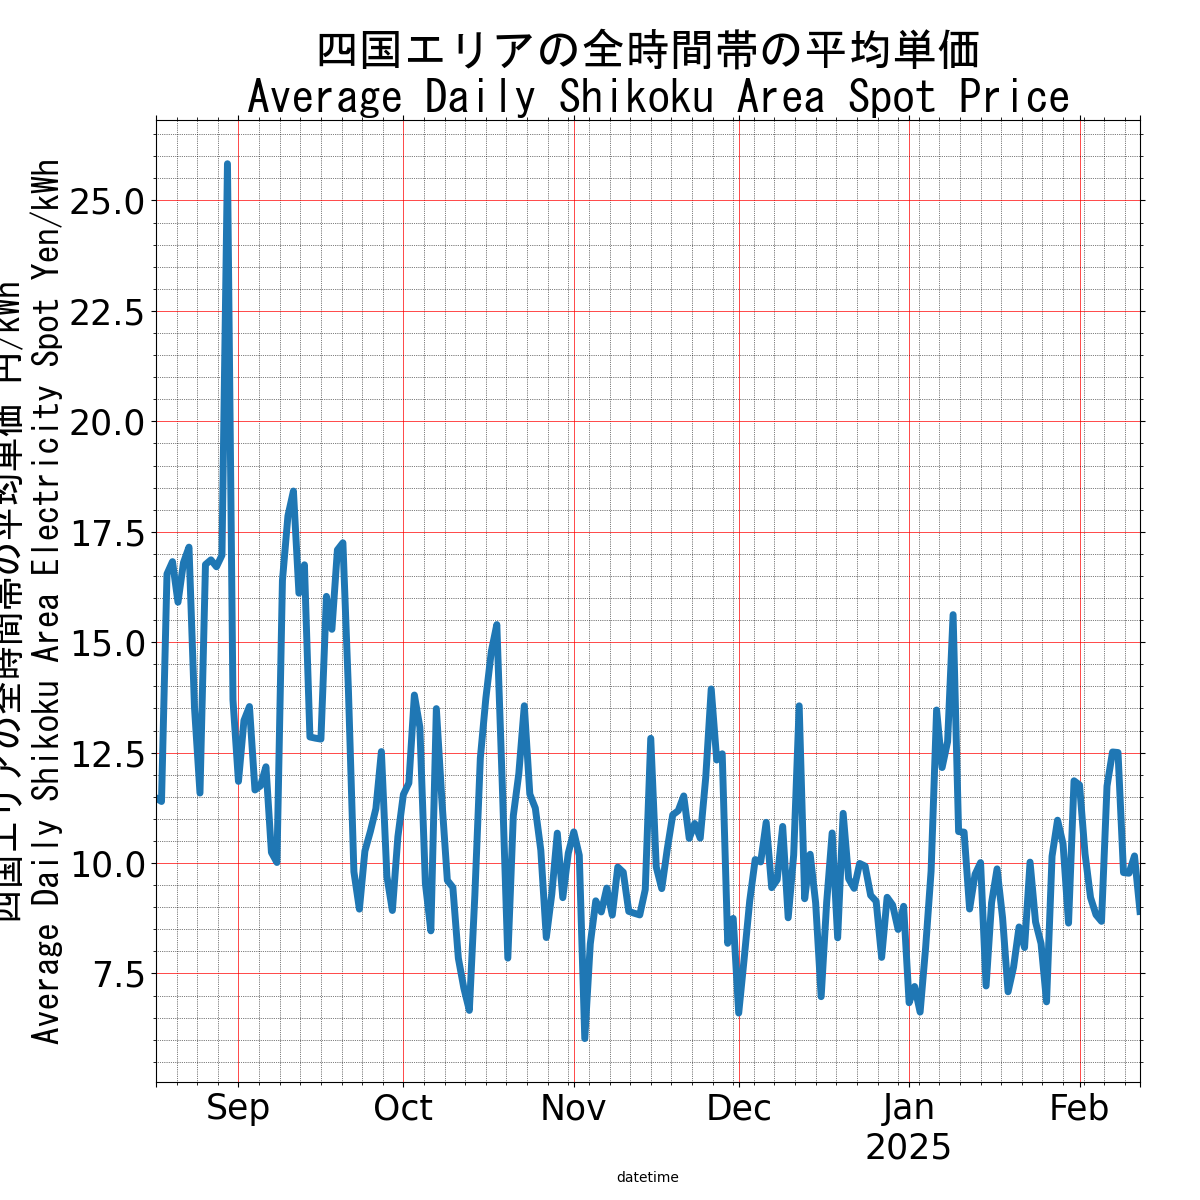 四国エリアの全時間帯の平均単価
Average Daily Shikoku Area Spot Price
四国エリアの全時間帯の平均単価 円/kWh
Average Daily Shikoku Area Electricity Spot Yen/kWh
25.0
22.5
20.0
17.5
15.0
12.5
10.0
7.5
Sep Oct Nov Dec Jan Feb
2025
datetime